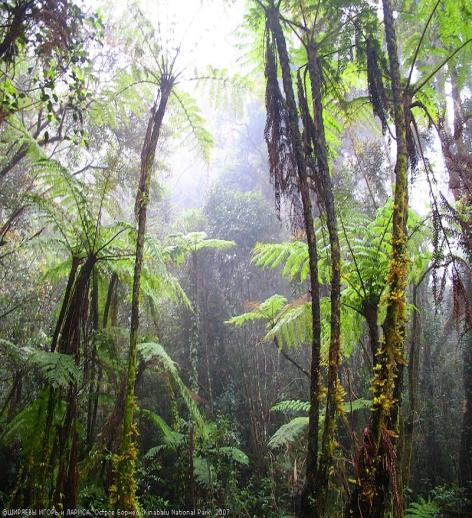 ©ШИРЯЕВЫ ИГОРЬ и ЛАРИСА, Остров Борнео, Kinabalu National Park, 2007